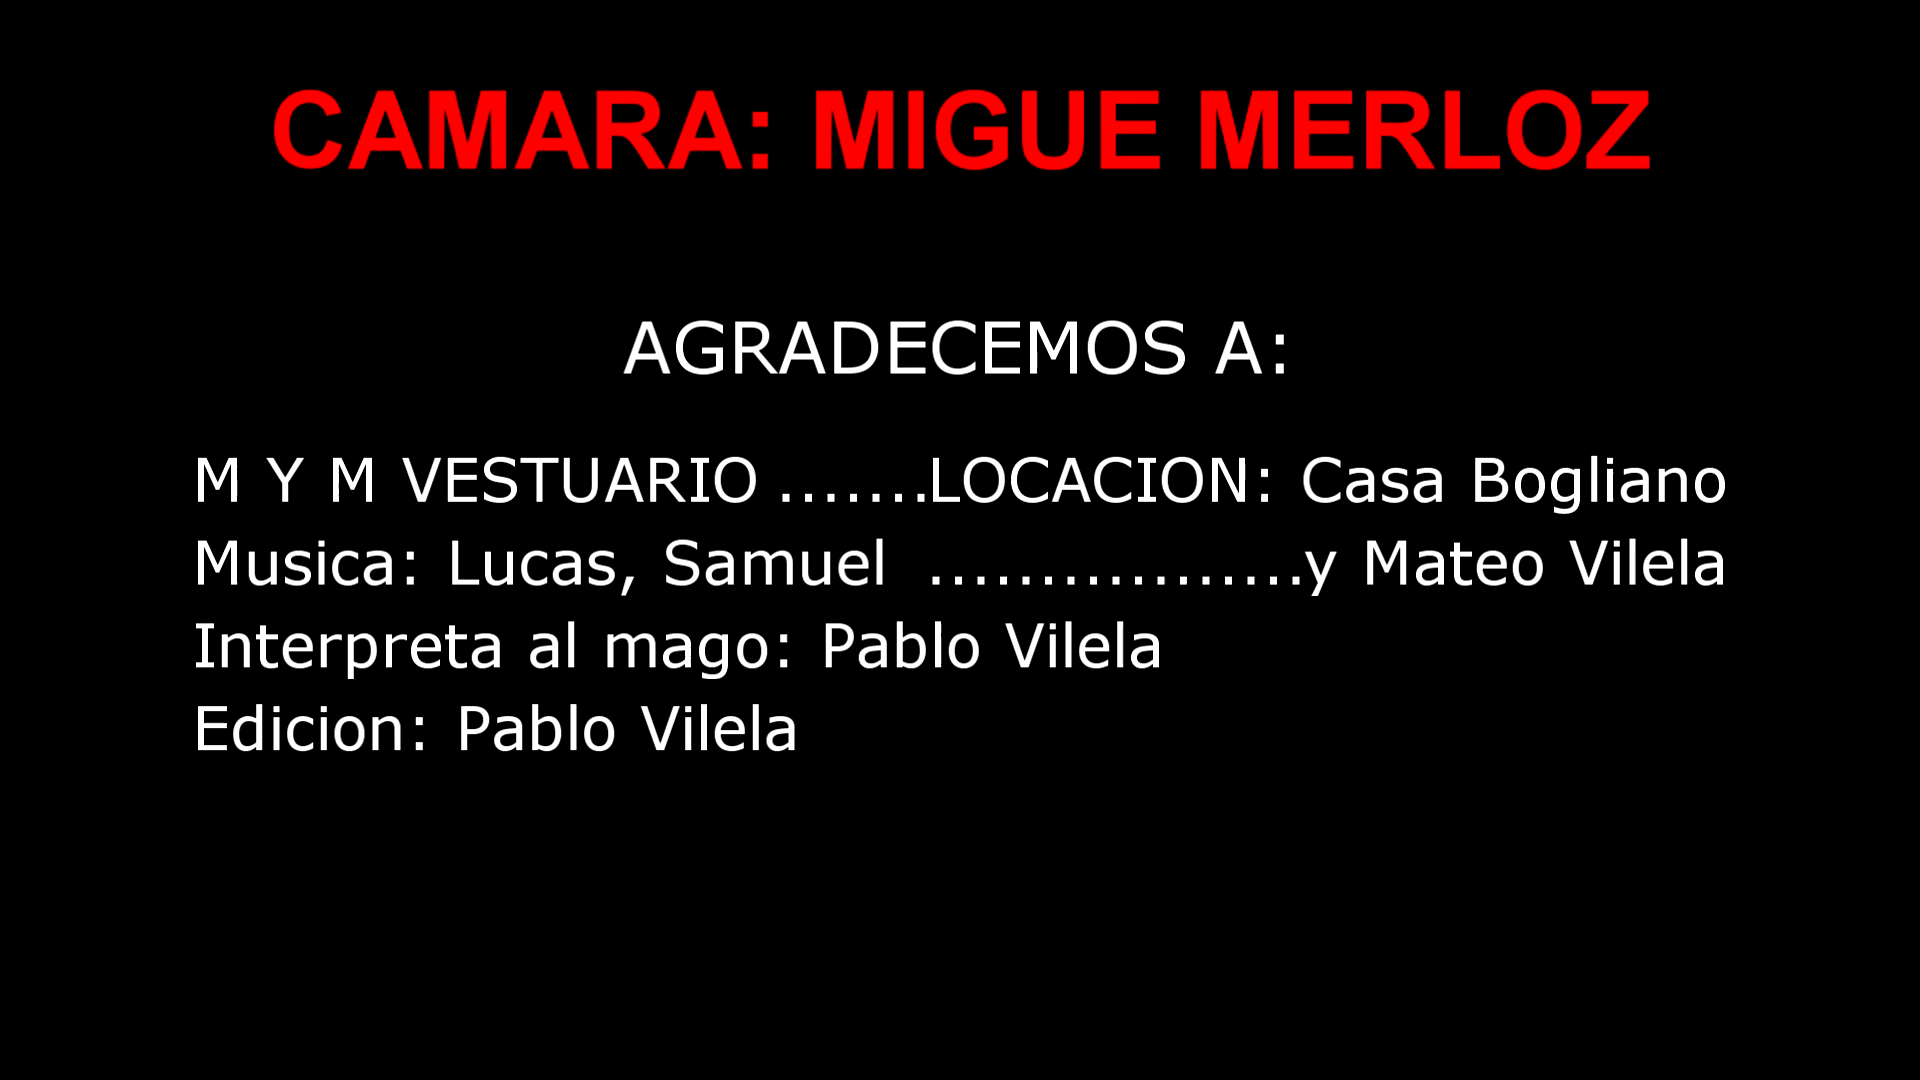 CAMARA: MIGUE MERLOZ
AGRADECEMOS A:
M Y M VESTUARIO .......LOCACION: Casa Bogliano
Musica: Lucas, Samuel .................y Mateo Vilela
Interpreta al mago: Pablo Vilela
Edicion: Pablo Vilela